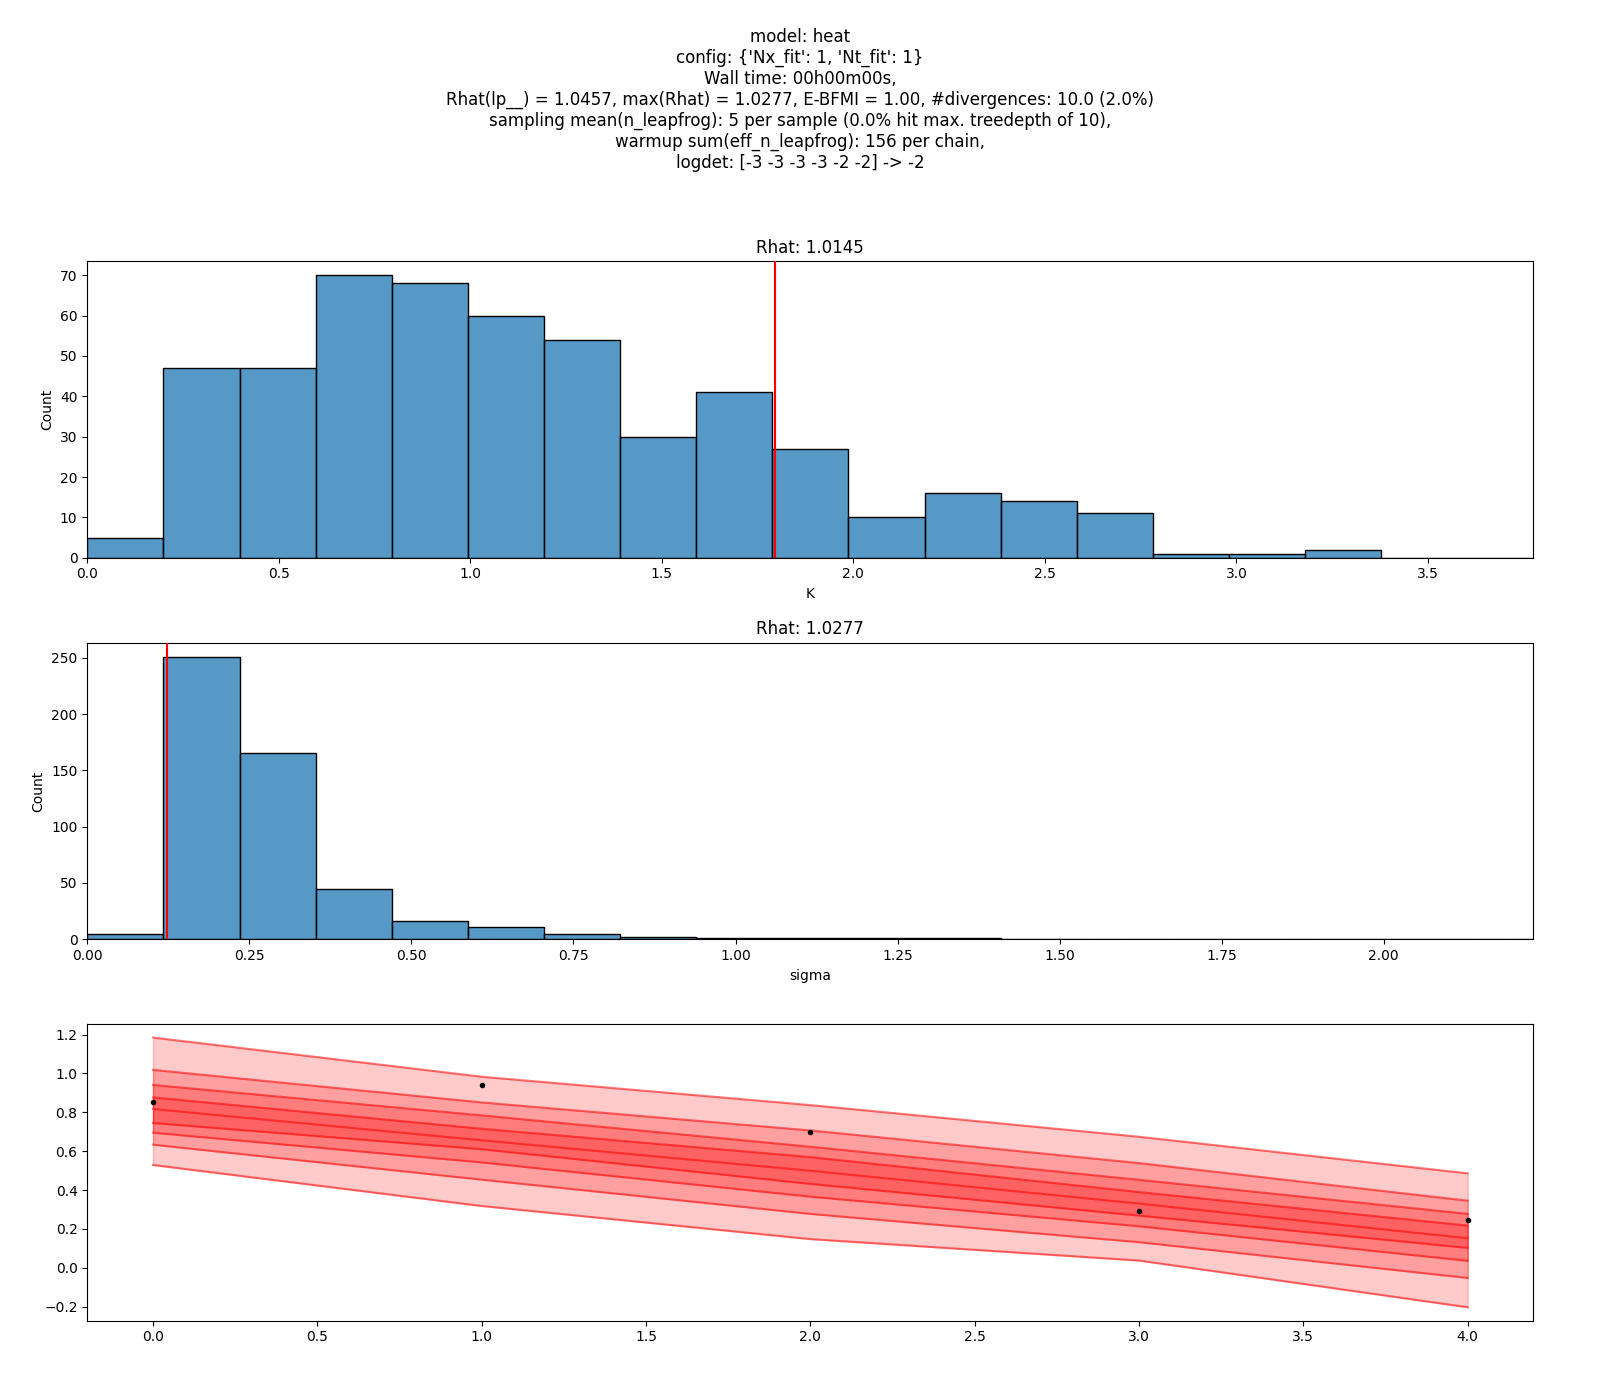 model: heat
config: {'Nx_fit': 1, 'Nt_fit': 1}
Wall time: 00h00m00s,
Rhat(lp__) = 1.0457, max(Rhat) = 1.0277, E-BFMI = 1.00, #divergences: 10.0 (2.0%)
sampling mean(n_leapfrog): 5 per sample (0.0% hit max. treedepth of 10),
warmup sum(eff_n_leapfrog): 156 per chain,
logdet: [-3 -3 -3 -3 -2 -2] -> -2
Rhat: 1.0145
70
60
50
40
30
20
10
0
Count
0.0 0.5 1.0 1.5 2.0 2.5 3.0 3.5
K
Rhat: 1.0277
250
200
150
100
50
0
Count
0.00 0.25 0.50 0.75 1.00 1.25 1.50 1.75 2.00
sigma
1.2
1.0
0.8
0.6
0.4
0.2
0.0
−0.2
0.0 0.5 1.0 1.5 2.0 2.5 3.0 3.5 4.0